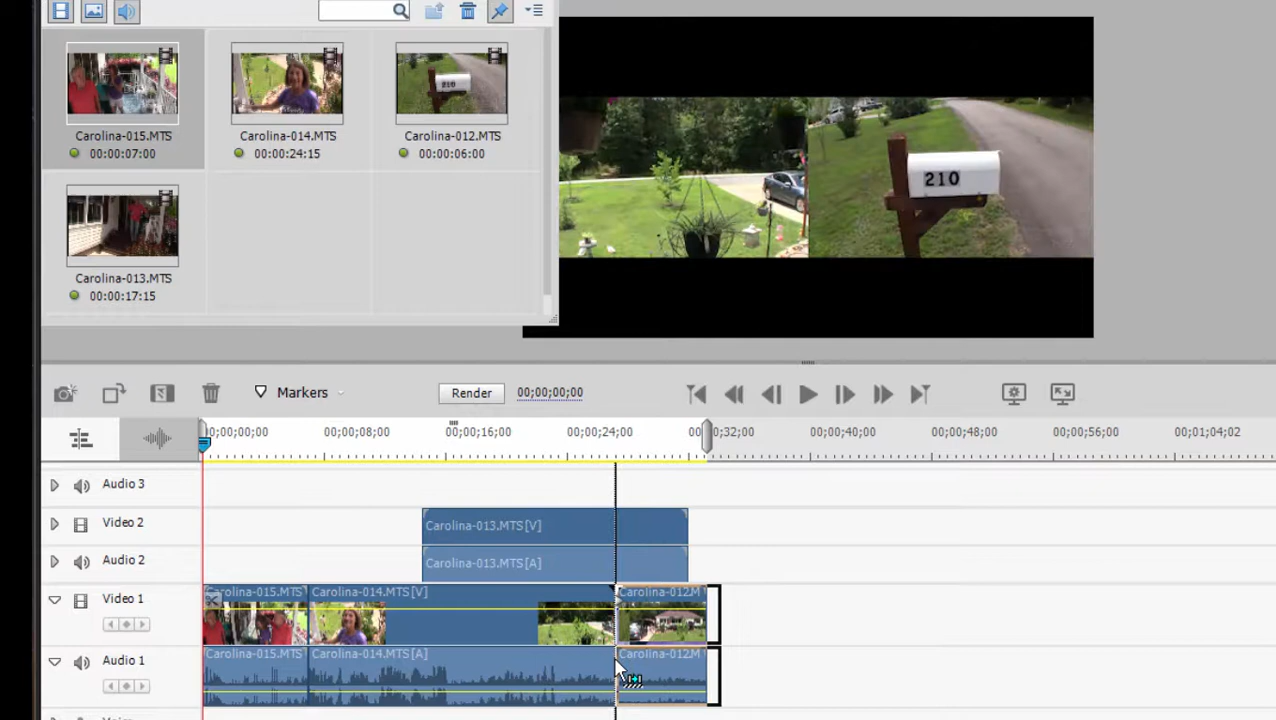 Carolina-015.MTS
00:00:07:00
Carolina-014.MTS
00:00:24:15
Carolina-012.MTS
00:00:06:00
210
Carolina-013.MTS
00:00:17:15
210
Markers
Render
00;00;00;00
0;00;00;00
00;00;08;00
00;00;16;00
00;00;24;00
00;00;32;00
00;00;40;00
00;00;48;00
00;00;56;00
00;01;04;02
Audio 3
Video 2
Carolina-013.MTS[V]
Audio 2
Carolina-013.MTS[A]
Video 1
Carolina-015.MTS
Carolina-014.MTS[V]
Carolina-012.M
Audio 1
Carolina-015.MTS
Carolina-014.MTS[A]
Carolina-012.M